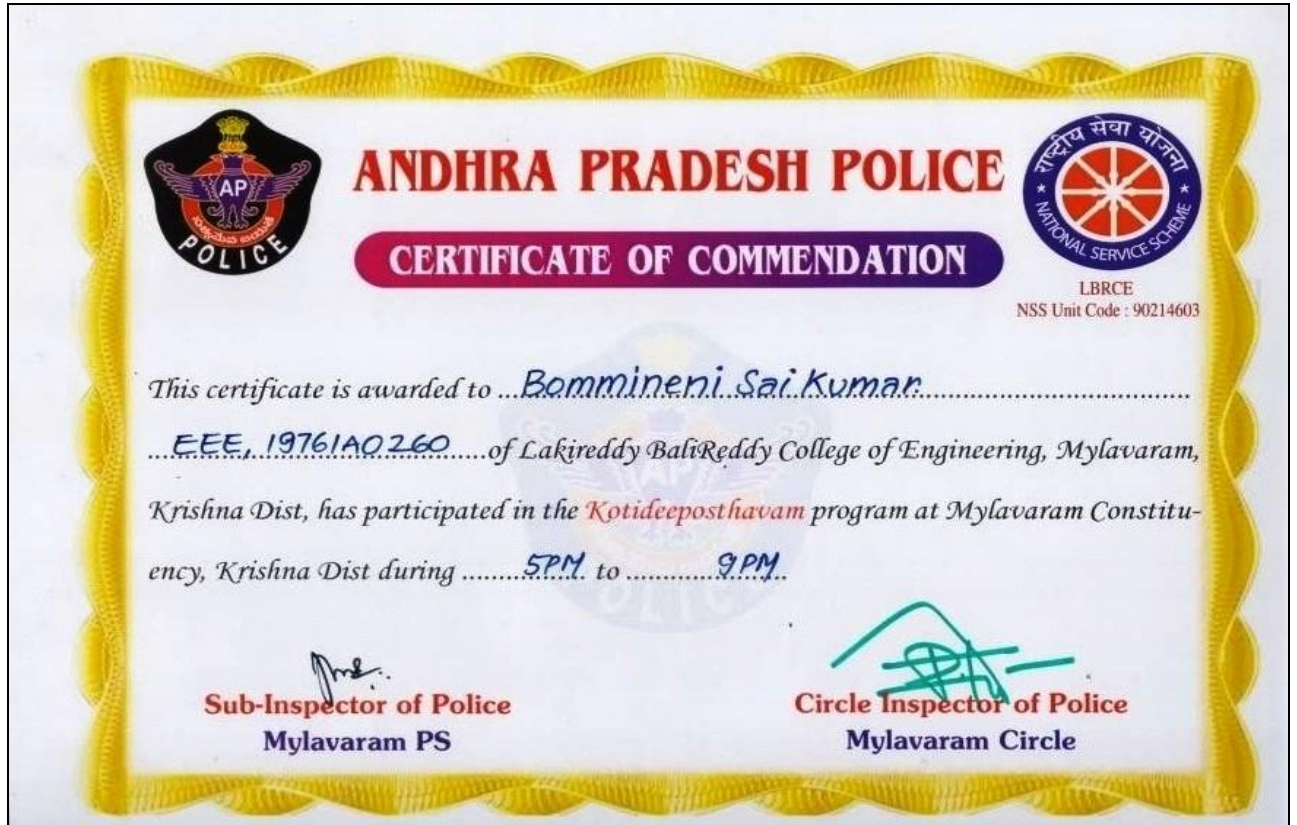 ANDHRA PRADESH POLICE
AP
POLICE
राष्ट्रीय सेवा योजना
NATIONAL SERVICE SCHEME
CERTIFICATE OF COMMENDATION
LBRCE
NSS Unit Code : 90214603
This certificate is awarded to ...Bommineni Sai Kumar...
...EEE, 19761A0260...of Lakireddy BaliReddy College of Engineering, Mylavaram,
Krishna Dist, has participated in the Kotideeposthavam program at Mylavaram Constitu-
ency, Krishna Dist during ........5PM to ............9PM.
AP
POLICE
Sub-Inspector of Police
Mylavaram PS
Circle Inspector of Police
Mylavaram Circle